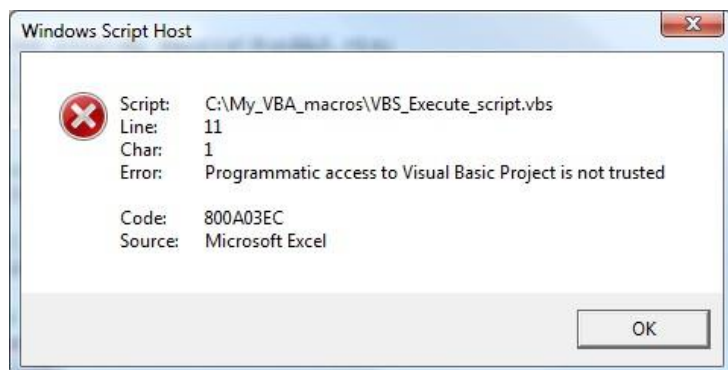 Windows Script Host
Script: C:\My_VBA_macros\VBS_Execute_script.vbs
Line: 11
Char: 1
Error: Programmatic access to Visual Basic Project is not trusted
Code: 800A03EC
Source: Microsoft Excel
OK